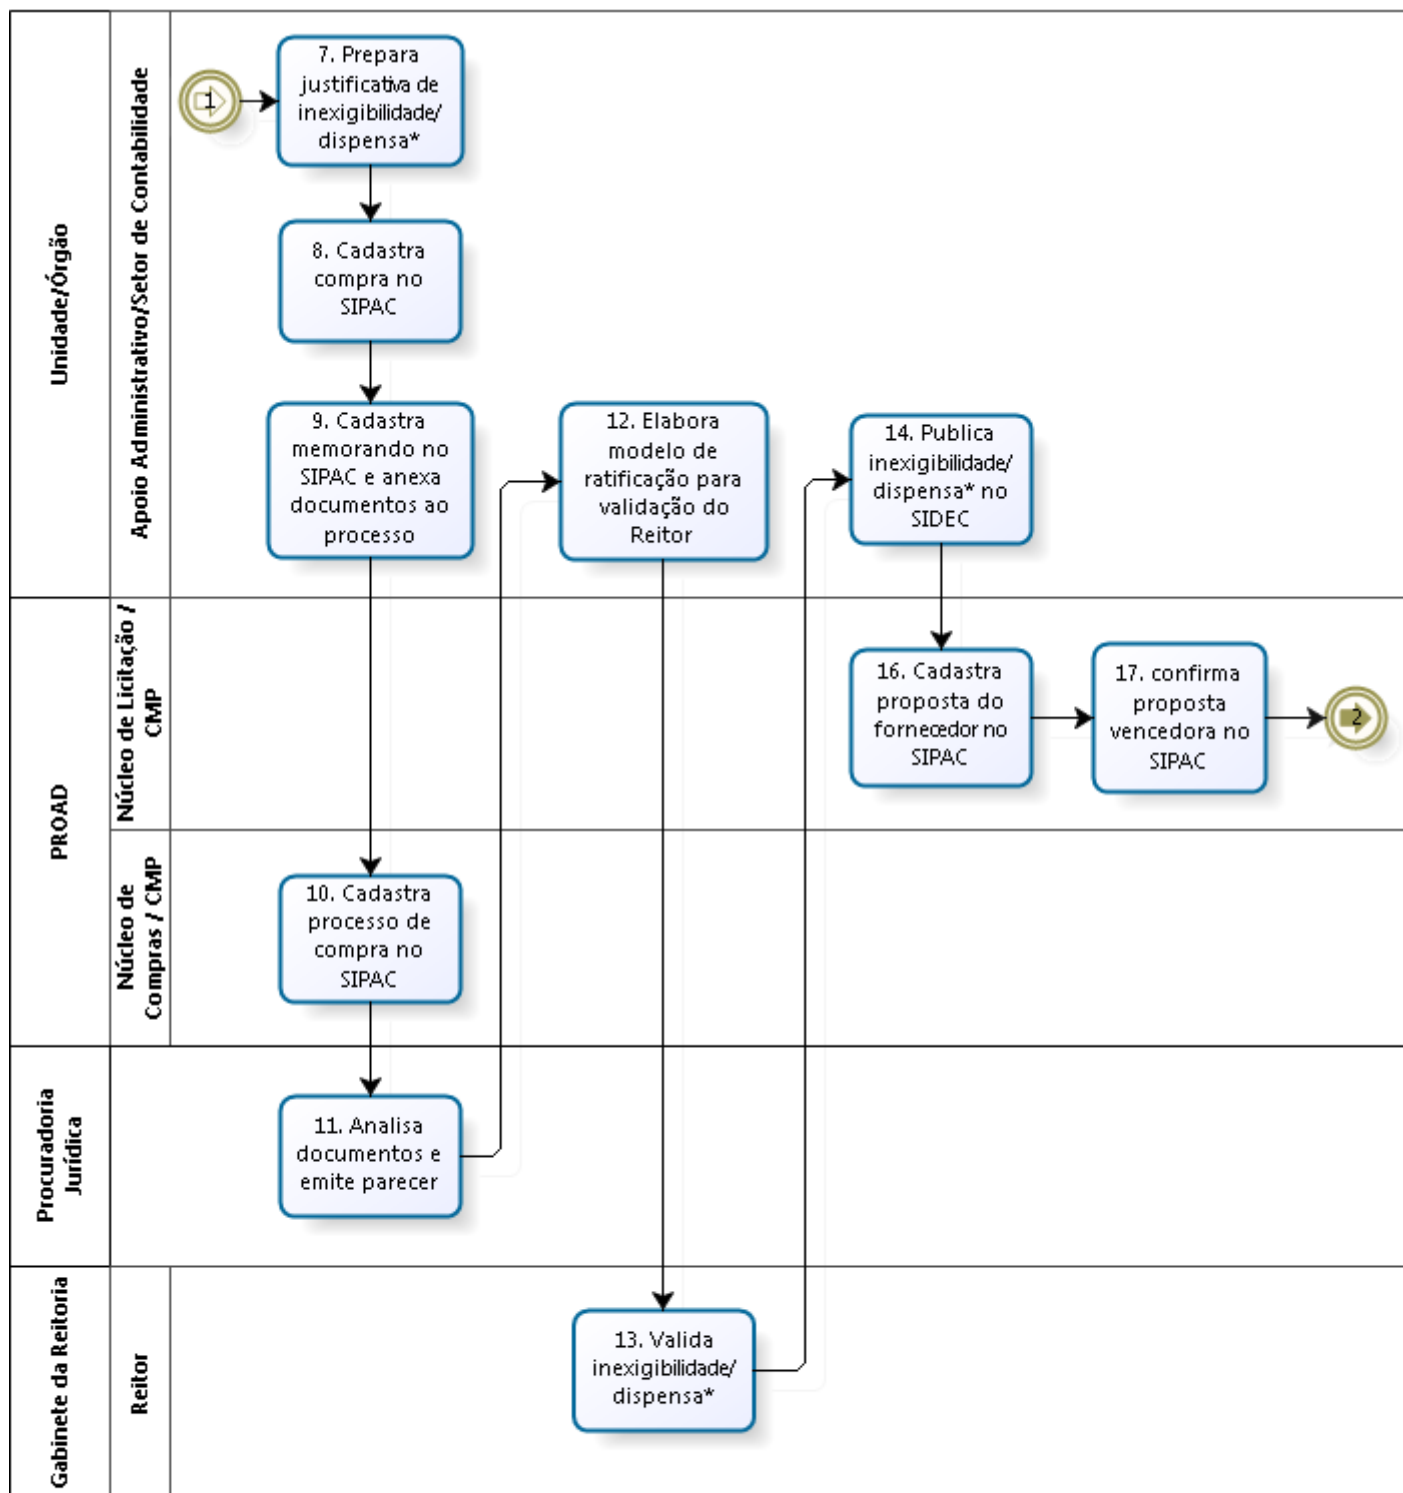 Unidade/Órgão
Apoio Administrativo/Setor de Contabilidade
1
7. Prepara
justificativa de
inexigibilidade/
dispensa*
8. Cadastra
compra no
SIPAC
9. Cadastra
memorando no
SIPAC e anexa
documentos ao
processo
12. Elabora
modelo de
ratificação para
validação do
Reitor
14. Publica
inexigibilidade/
dispensa* no
SIDEC
PROAD
Núcleo de Licitação /
CMP
16. Cadastra
proposta do
fornecedor no
SIPAC
17. confirma
proposta
vencedora no
SIPAC
2
Núcleo de
Compras / CMP
10. Cadastra
processo de
compra no
SIPAC
Procuradoria
Jurídica
11. Analisa
documentos e
emite parecer
Gabinete da Reitoria
Reitor
13. Valida
inexigibilidade/
dispensa*